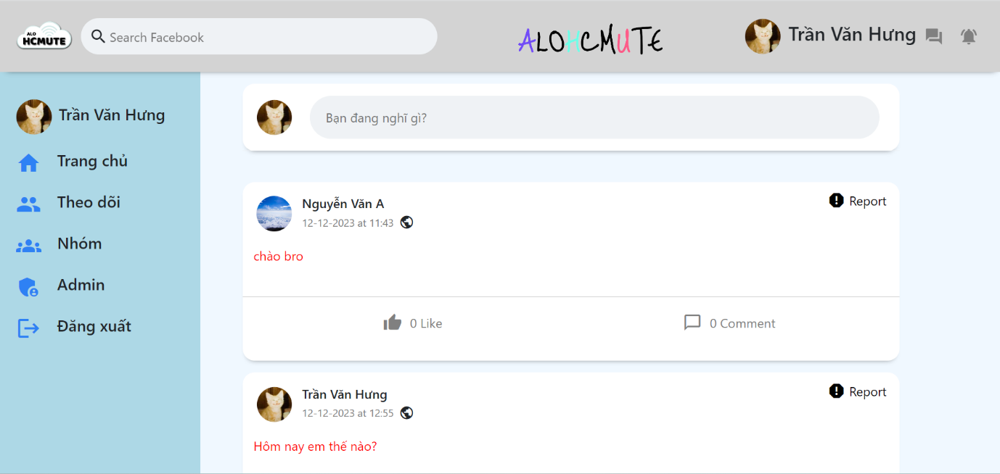 ALO
HCMUTE
Search Facebook
ALOHCMUTE
Trần Văn Hưng
Trần Văn Hưng
Trang chủ
Theo dõi
Nhóm
Admin
Đăng xuất
Bạn đang nghĩ gì?
Nguyễn Văn A
12-12-2023 at 11:43
Report
chào bro
0 Like
0 Comment
Trần Văn Hưng
12-12-2023 at 12:55
Report
Hôm nay em thế nào?